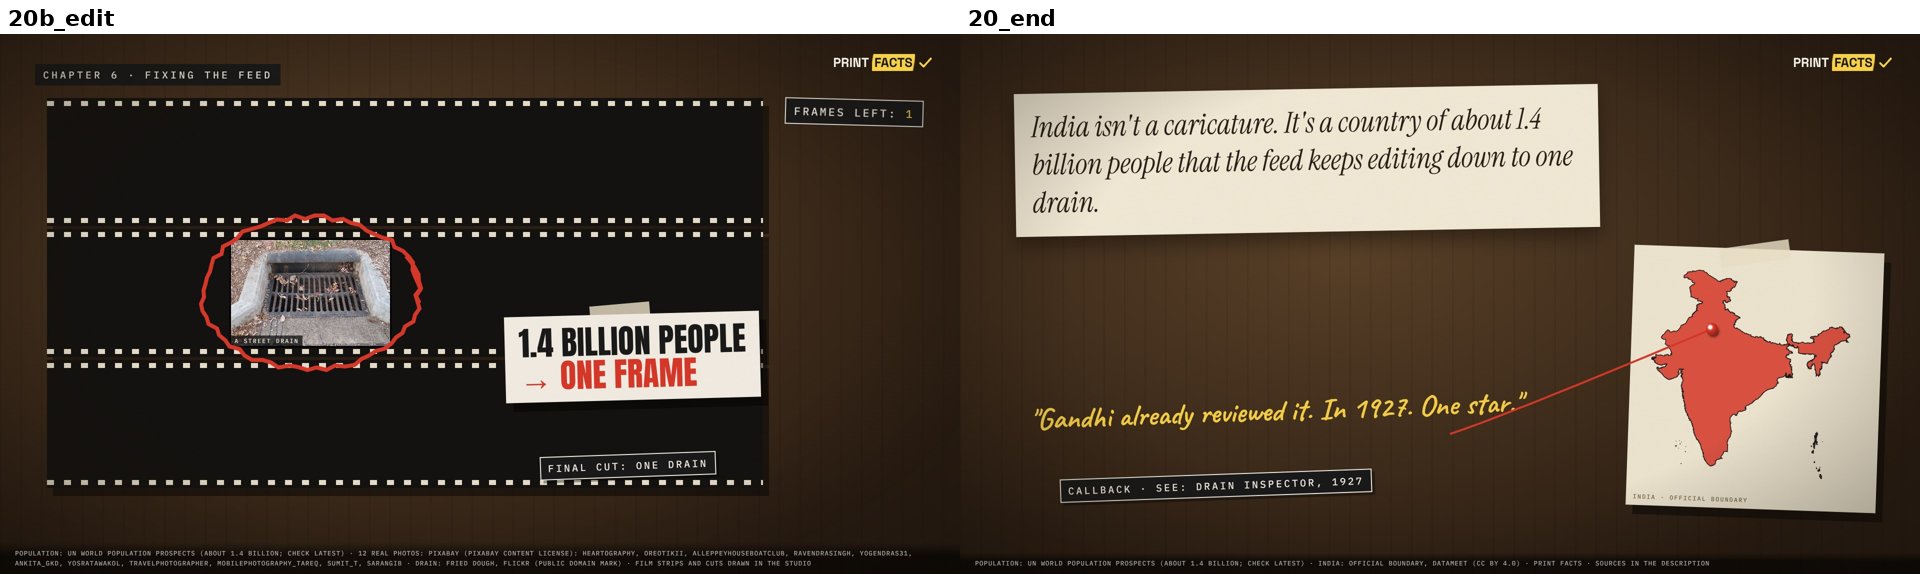 20b_edit
CHAPTER 6 · FIXING THE FEED
PRINT FACTS
FRAMES LEFT: 1
A STREET DRAIN
1.4 BILLION PEOPLE
→ ONE FRAME
FINAL CUT: ONE DRAIN
POPULATION: UN WORLD POPULATION PROSPECTS (ABOUT 1.4 BILLION; CHECK LATEST) · 12 REAL PHOTOS: PIXABAY (PIXABAY CONTENT LICENSE): HEARTOGRAPHY, OREOTIKII, ALLEPPEYHOUSEBOATCLUB, RAVENDRASINGH, YOGENDRAS31,
ANKITA_GKD, YOSRATAWAKOL, TRAVELPHOTOGRAPHER, MOBILEPHOTOGRAPHY_TAREQ, SUMIT_T, SARANGIB · DRAIN: FRIED DOUGH, FLICKR (PUBLIC DOMAIN MARK) · FILM STRIPS AND CUTS DRAWN IN THE STUDIO
20_end
PRINT FACTS
India isn't a caricature. It's a country of about 1.4
billion people that the feed keeps editing down to one
drain.
"Gandhi already reviewed it. In 1927. One star."
CALLBACK · SEE: DRAIN INSPECTOR, 1927
INDIA · OFFICIAL BOUNDARY
POPULATION: UN WORLD POPULATION PROSPECTS (ABOUT 1.4 BILLION; CHECK LATEST) · INDIA: OFFICIAL BOUNDARY, DATAMEET (CC BY 4.0) · PRINT FACTS · SOURCES IN THE DESCRIPTION